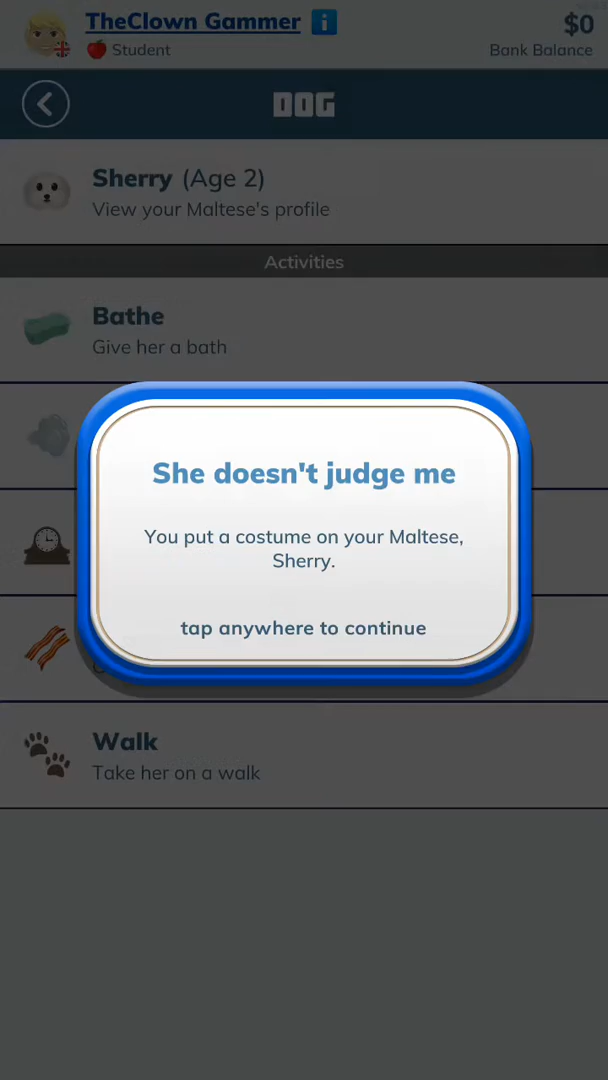 TheClown Gammer
$0
Student
Bank Balance
DOG
Sherry (Age 2)
View your Maltese's profile
Activities
Bathe
Give her a bath
She doesn't judge me
You put a costume on your Maltese,
Sherry.
tap anywhere to continue
Walk
Take her on a walk